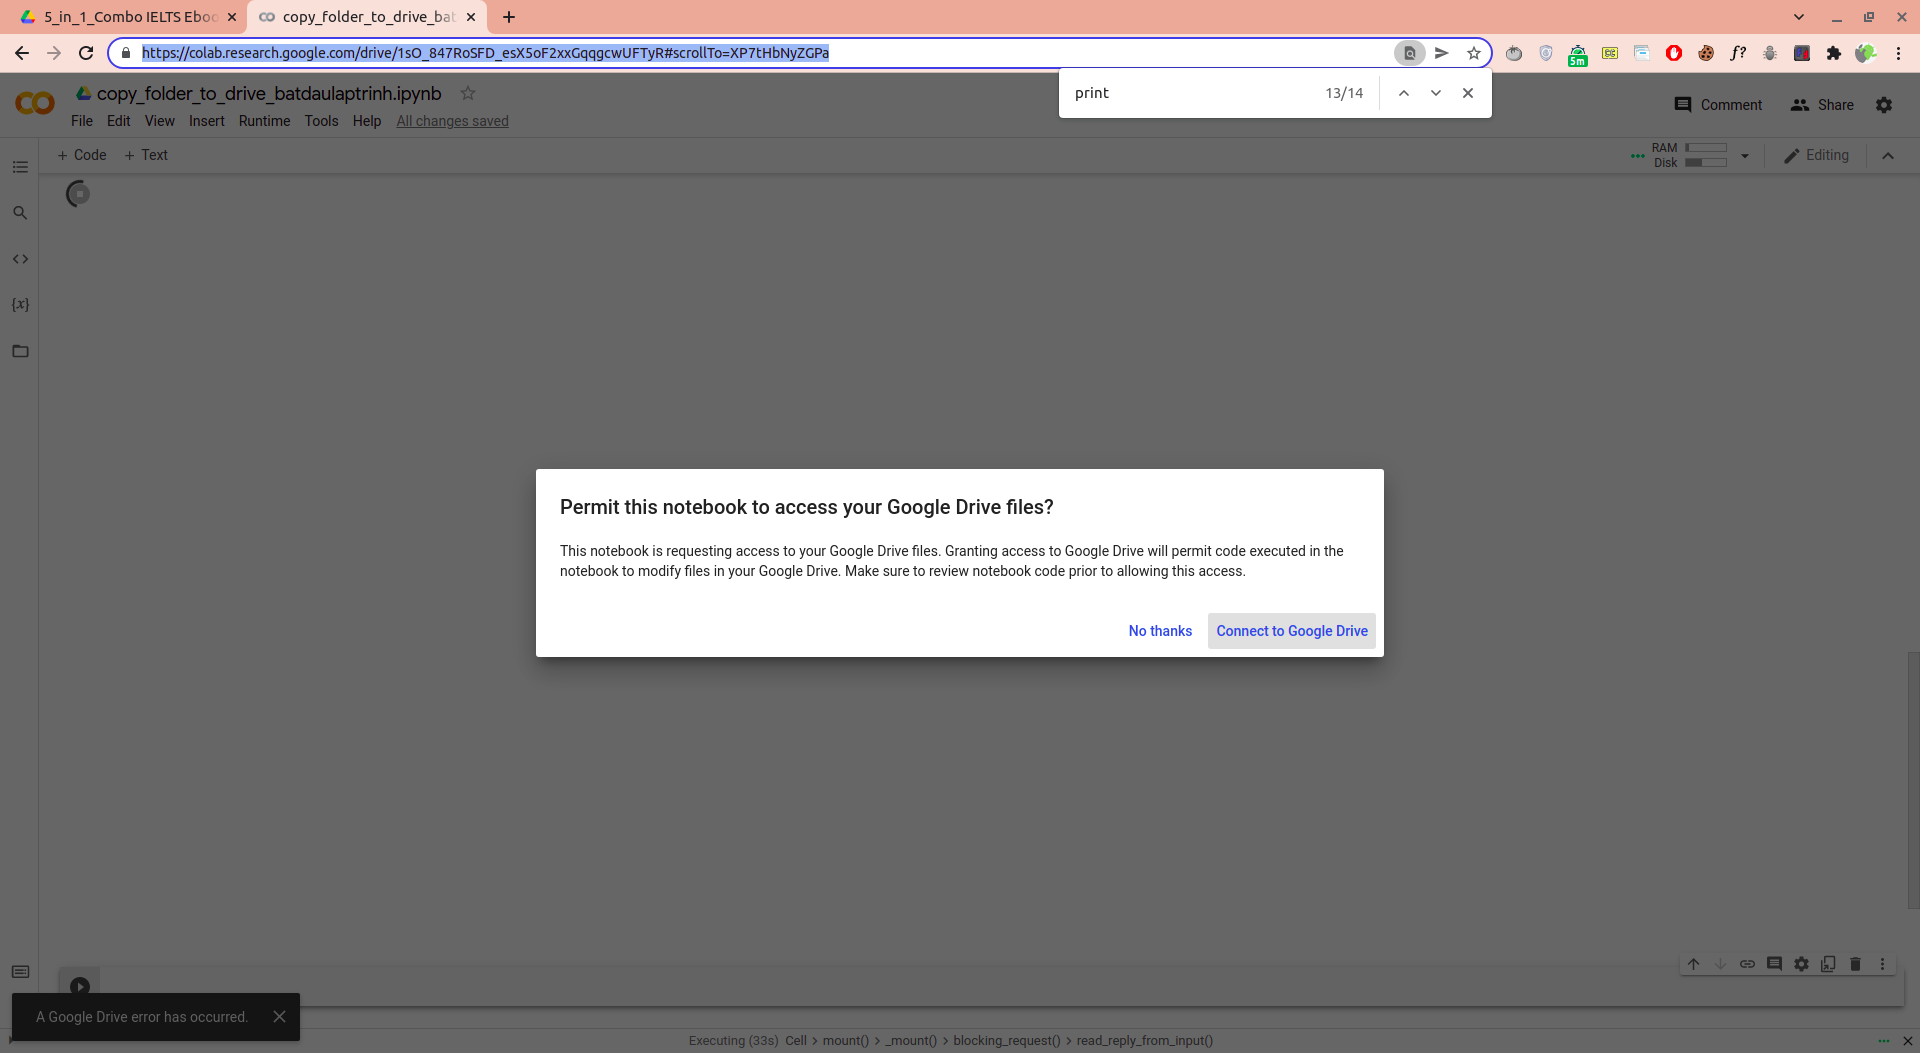 5_in_1_Combo IELTS Eboo
copy_folder_to_drive_bat
https://colab.research.google.com/drive/1sO_847RoSFD_esX5oF2xxGqqgcwUFTyR#scrollTo=XP7tHbNyZGPa
5m
CC
f?
print
13/14
copy_folder_to_drive_batdaulaptrinh.ipynb
File Edit View Insert Runtime Tools Help All changes saved
Comment
Share
+ Code + Text
RAM
Disk
Editing
{x}
Permit this notebook to access your Google Drive files?
This notebook is requesting access to your Google Drive files. Granting access to Google Drive will permit code executed in the
notebook to modify files in your Google Drive. Make sure to review notebook code prior to allowing this access.
No thanks
Connect to Google Drive
A Google Drive error has occurred.
Executing (33s) Cell > mount() > _mount() > blocking_request() > read_reply_from_input()